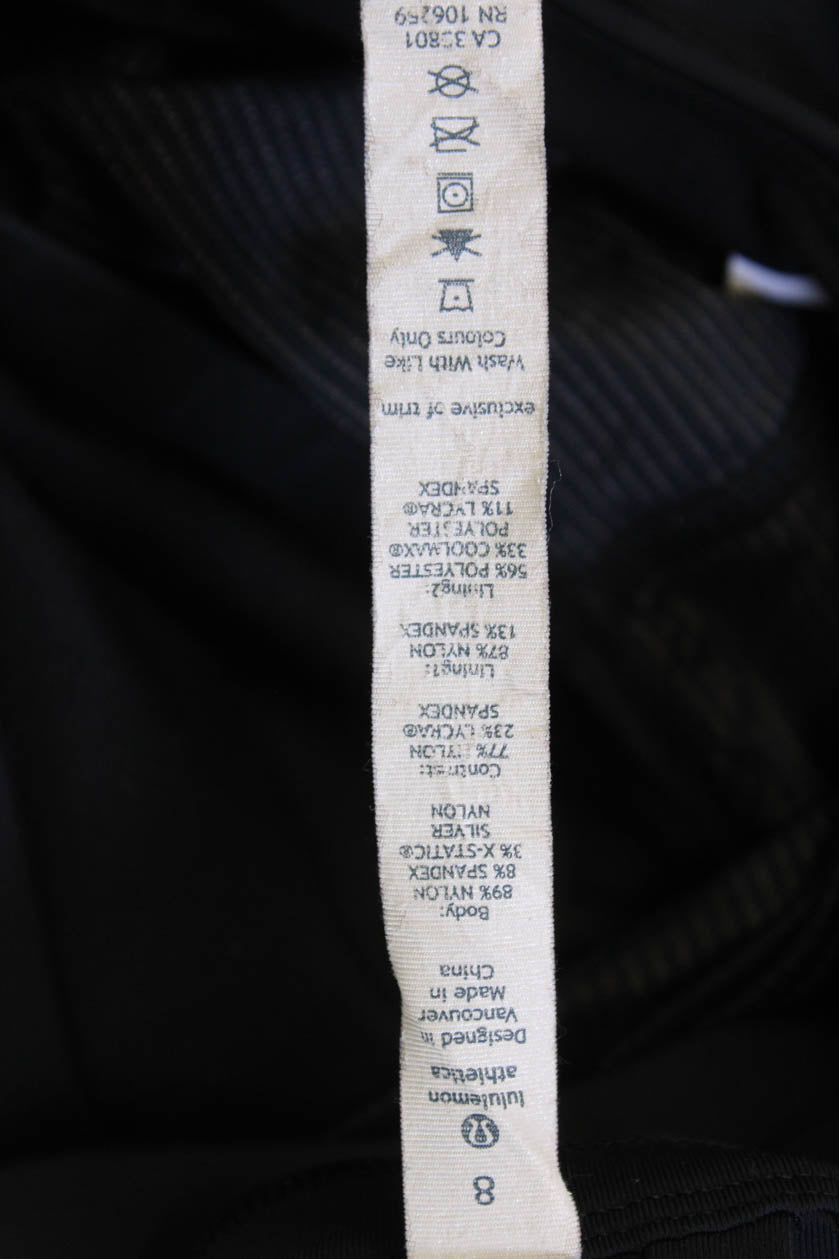 8
lululemon
athletica
Designed in
Vancouver
Made in
China
Body:
89% NYLON
8% SPANDEX
3% X-STATIC®
SILVER
NYLON
Contrast:
77% NYLON
23% LYCRA®
SPANDEX
Lining1:
87% NYLON
13% SPANDEX
Lining2:
56% POLYESTER
33% COOLMAX®
POLYESTER
11% LYCRA®
SPANDEX
exclusive of trim
Wash With Like
Colours Only
CA 35801
RN 106259